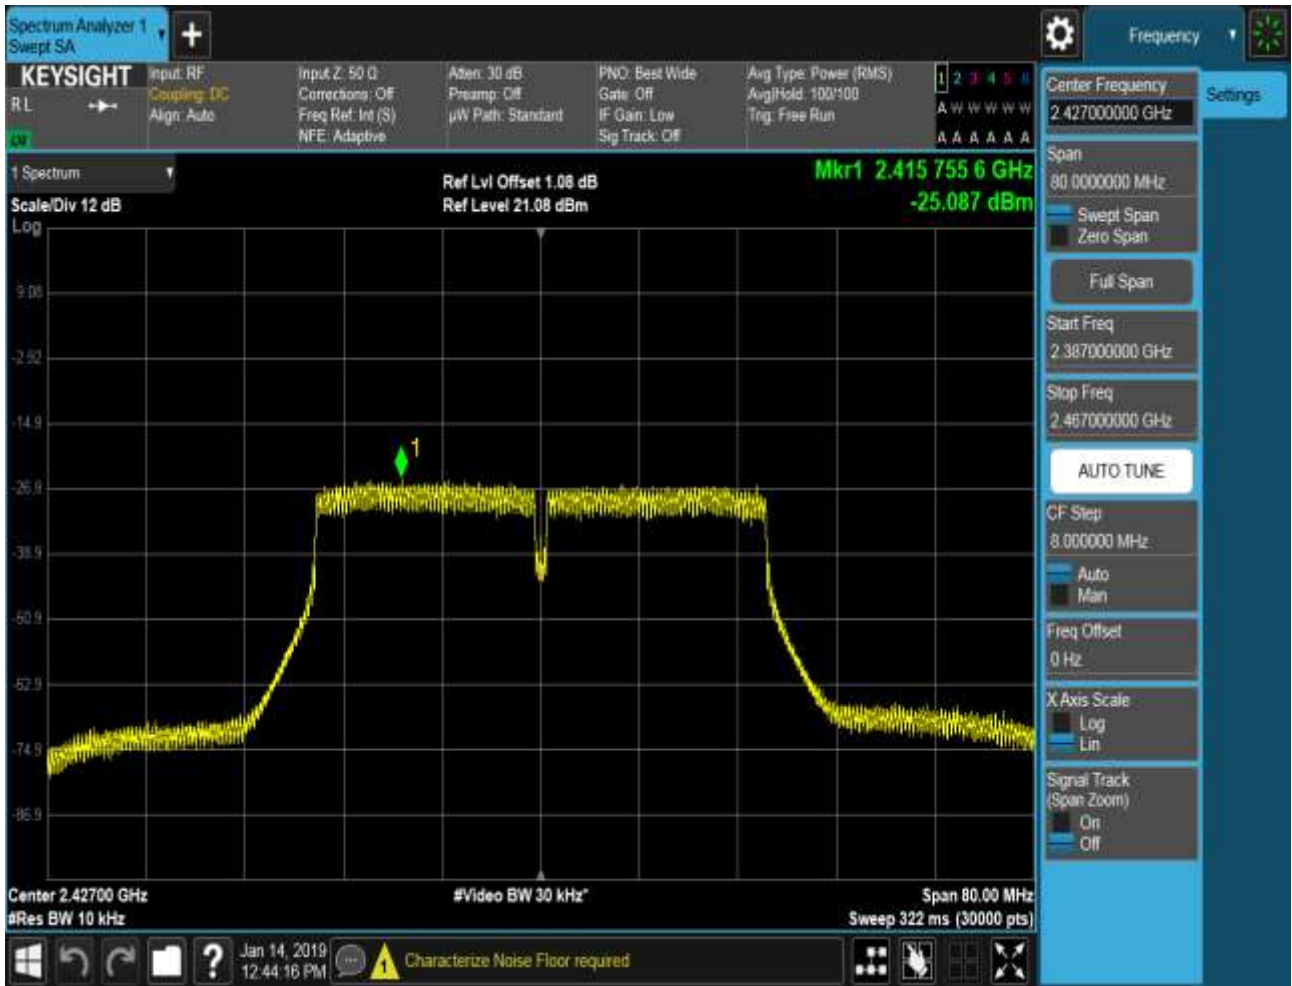 Spectrum Analyzer 1
Swept SA
Frequency
KEYSIGHT
R L
Input: RF
Coupling: DC
Align: Auto
Input Z: 50 Ω
Corrections: Off
Freq Ref: Int (S)
NFE: Adaptive
Atten: 30 dB
Preamp: Off
µW Path: Standard
PNO: Best Wide
Gate: Off
IF Gain: Low
Sig Track: Off
Avg Type: Power (RMS)
Avg|Hold: 100/100
Trig: Free Run
1 2 3 4 5 6
A W W W W W
A A A A A A
Center Frequency
2.427000000 GHz
Settings
Span
80.0000000 MHz
Swept Span
Zero Span
Full Span
Start Freq
2.387000000 GHz
Stop Freq
2.467000000 GHz
AUTO TUNE
CF Step
8.000000 MHz
Auto
Man
Freq Offset
0 Hz
X Axis Scale
Log
Lin
Signal Track
(Span Zoom)
On
Off
1 Spectrum
Scale/Div 12 dB
Log
Ref Lvl Offset 1.08 dB
Ref Level 21.08 dBm
Mkr1 2.415 755 6 GHz
-25.087 dBm
9.08
-2.92
-14.9
1
-26.9
-38.9
-50.9
-62.9
-74.9
-86.9
Center 2.42700 GHz
#Video BW 30 kHz*
Span 80.00 MHz
#Res BW 10 kHz
Sweep 322 ms (30000 pts)
?
Jan 14, 2019
12:44:16 PM
1
Characterize Noise Floor required